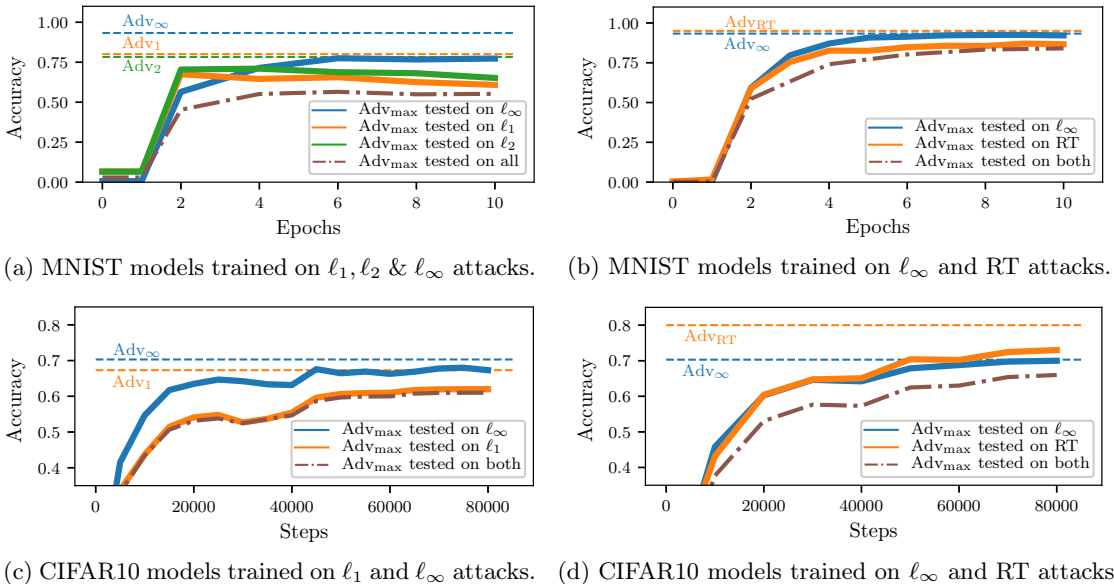 1.00
0.75
0.50
0.25
0.00
Accuracy
Adv∞
Adv₁
Adv₂
Advmax tested on ℓ∞
Advmax tested on ℓ₁
Advmax tested on ℓ₂
Advmax tested on all
0 2 4 6 8 10
Epochs
(a) MNIST models trained on ℓ₁, ℓ₂ & ℓ∞ attacks.
1.00
0.75
0.50
0.25
0.00
Accuracy
AdvRT
Adv∞
Advmax tested on ℓ∞
Advmax tested on RT
Advmax tested on both
0 2 4 6 8 10
Epochs
(b) MNIST models trained on ℓ∞ and RT attacks.
0.8
0.7
0.6
0.5
0.4
Accuracy
Adv∞
Adv₁
Advmax tested on ℓ∞
Advmax tested on ℓ₁
Advmax tested on both
0 20000 40000 60000 80000
Steps
(c) CIFAR10 models trained on ℓ₁ and ℓ∞ attacks.
0.8
0.7
0.6
0.5
0.4
Accuracy
AdvRT
Adv∞
Advmax tested on ℓ∞
Advmax tested on RT
Advmax tested on both
0 20000 40000 60000 80000
Steps
(d) CIFAR10 models trained on ℓ∞ and RT attacks